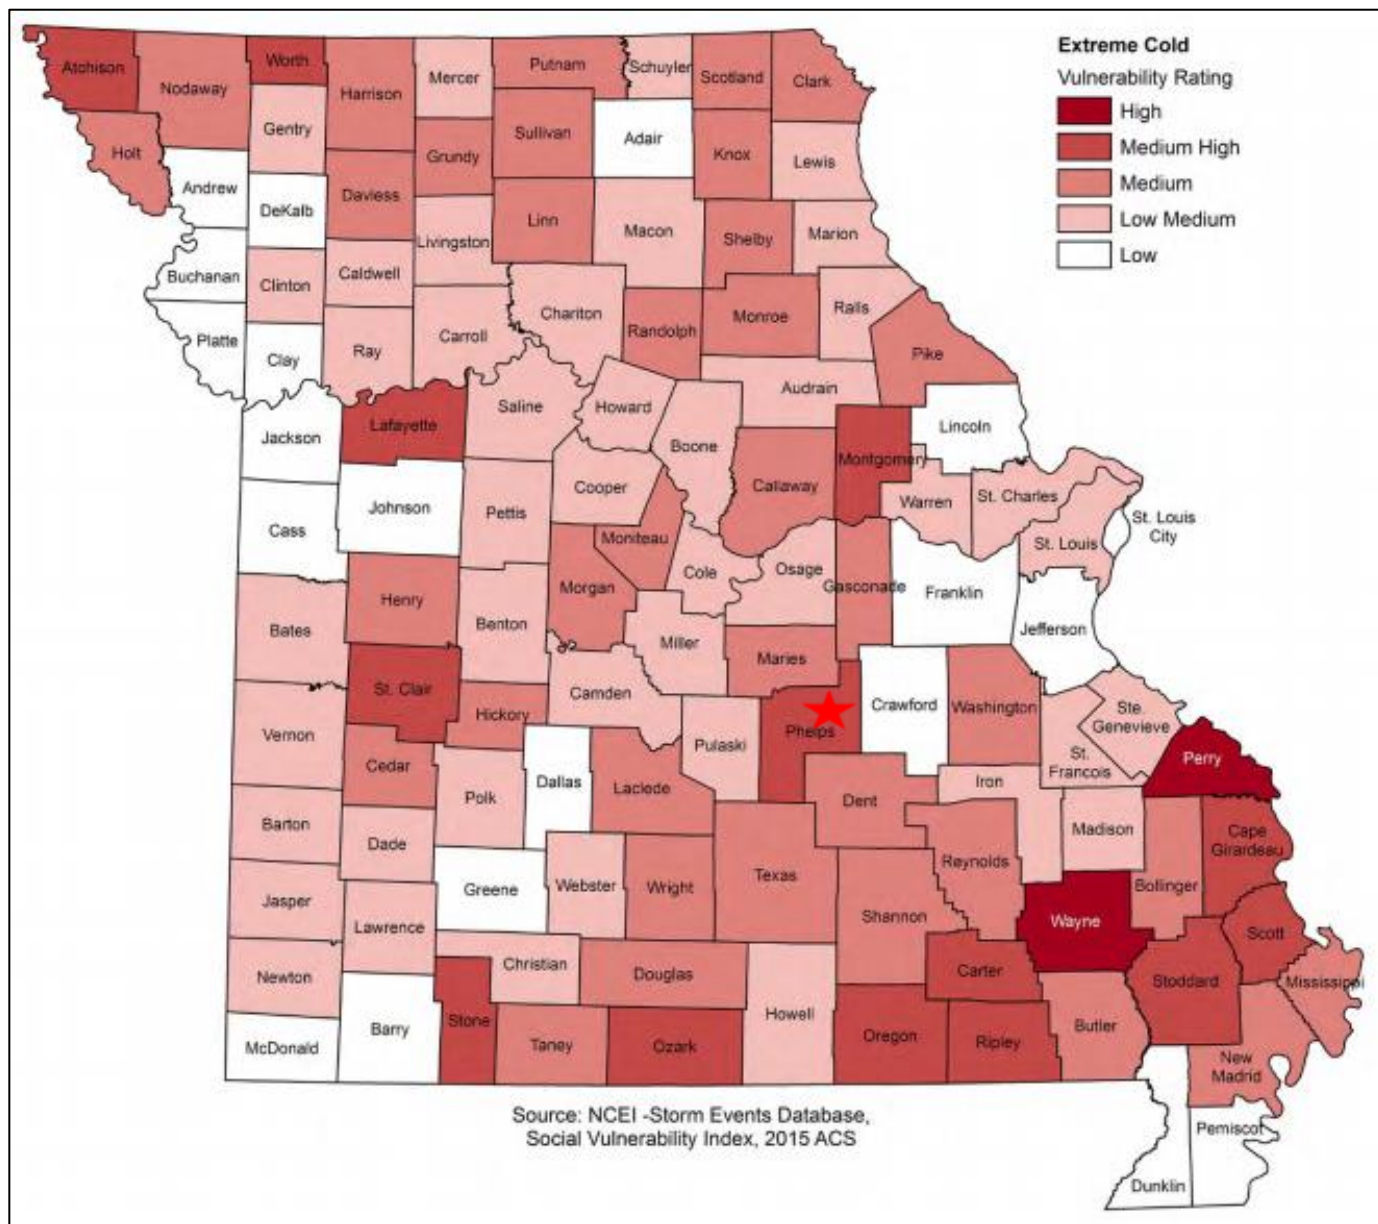 Extreme Cold
Vulnerability Rating
High
Medium High
Medium
Low Medium
Low
Atchison
Nodaway
Worth
Harrison
Mercer
Putnam
Schuyler
Scotland
Clark
Holt
Gentry
Sullivan
Adair
Knox
Lewis
Andrew
DeKalb
Daviess
Grundy
Linn
Macon
Shelby
Marion
Buchanan
Clinton
Caldwell
Livingston
Chariton
Randolph
Monroe
Ralls
Platte
Clay
Ray
Carroll
Pike
Audrain
Jackson
Lafayette
Saline
Howard
Boone
Lincoln
Callaway
Montgomery
Cass
Johnson
Pettis
Cooper
Warren
St. Charles
St. Louis
City
St. Louis
Moniteau
Cole
Osage
Gasconade
Franklin
Jefferson
Bates
Henry
Benton
Morgan
Miller
Maries
St. Clair
Camden
Phelps
Crawford
Washington
Ste.
Genevieve
St.
Francois
Perry
Vernon
Hickory
Pulaski
Cedar
Polk
Dallas
Laclede
Dent
Iron
Madison
Cape
Girardeau
Barton
Dade
Greene
Webster
Wright
Texas
Reynolds
Bollinger
Jasper
Lawrence
Shannon
Wayne
Scott
Newton
Christian
Douglas
Carter
Stoddard
Mississippi
McDonald
Barry
Stone
Taney
Ozark
Howell
Oregon
Ripley
Butler
New
Madrid
Pemiscot
Dunklin
Source: NCEI -Storm Events Database,
Social Vulnerability Index, 2015 ACS